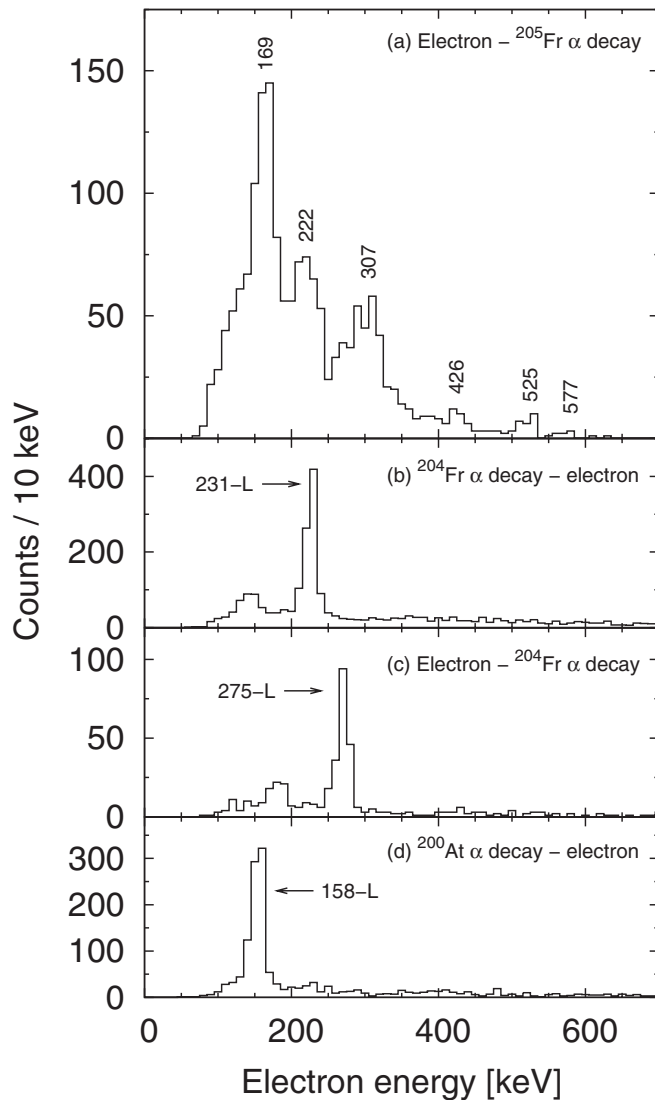 (a) Electron – ²⁰⁵Fr α decay
150
100
50
0
169
222
307
426
525
577
(b) ²⁰⁴Fr α decay – electron
400
200
0
231–L
(c) Electron – ²⁰⁴Fr α decay
100
50
0
275–L
(d) ²⁰⁰At α decay – electron
300
200
100
0
158–L
0 200 400 600
Electron energy [keV]
Counts / 10 keV